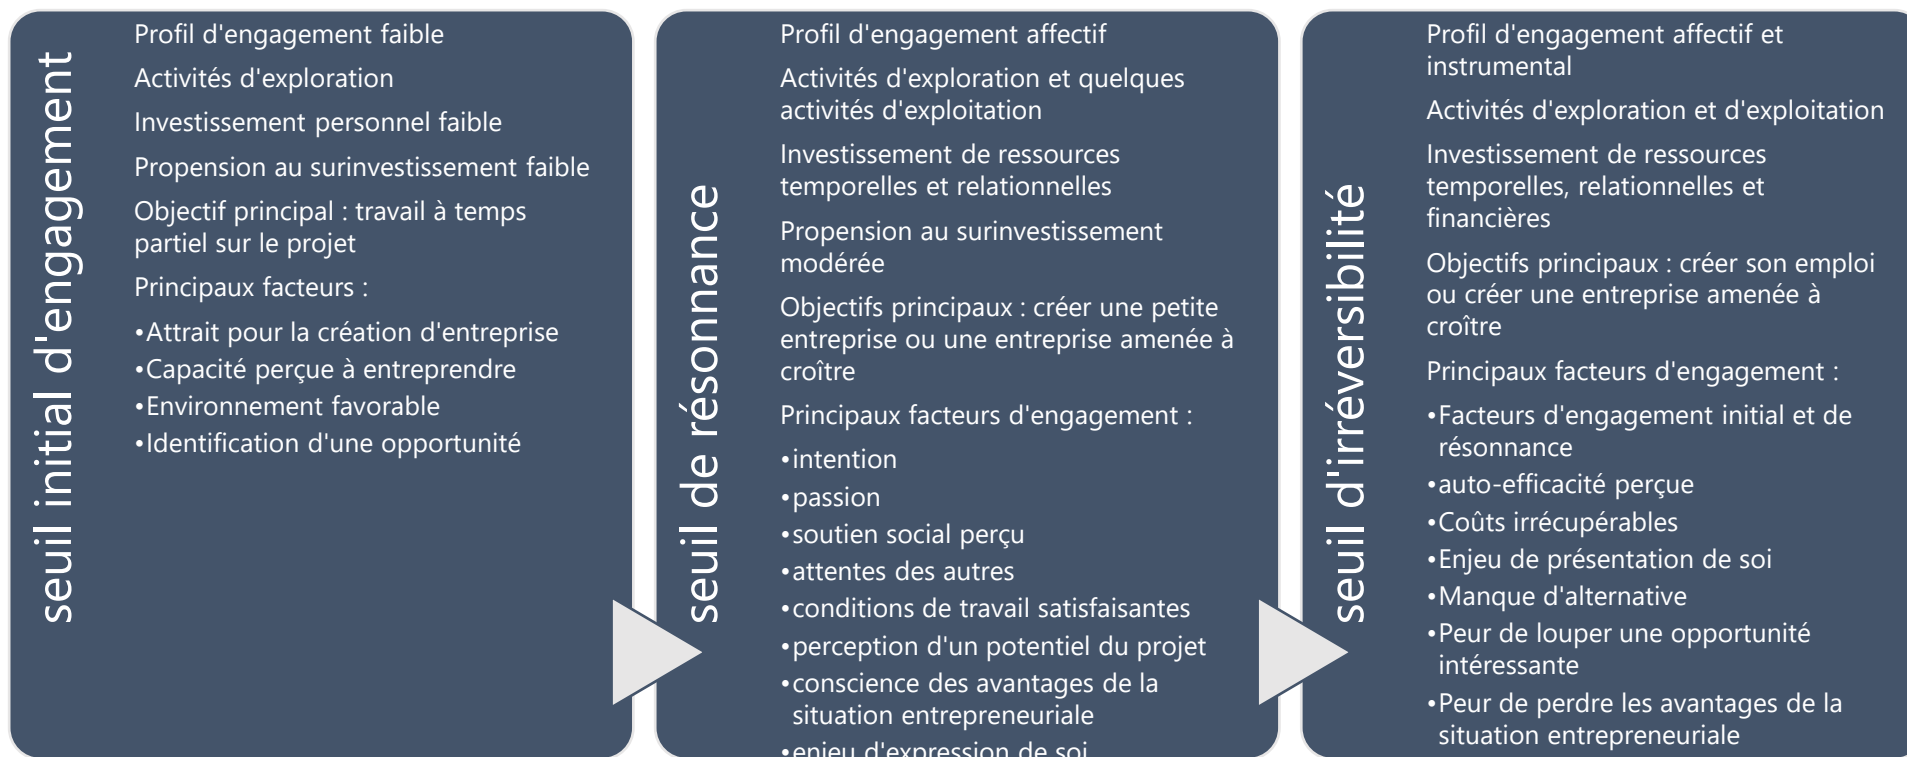 seuil initial d'engagement
Profil d'engagement faible
Activités d'exploration
Investissement personnel faible
Propension au surinvestissement faible
Objectif principal : travail à temps
partiel sur le projet
Principaux facteurs :
•Attrait pour la création d'entreprise
•Capacité perçue à entreprendre
•Environnement favorable
•Identification d'une opportunité
seuil de résonnance
Profil d'engagement affectif
Activités d'exploration et quelques
activités d'exploitation
Investissement de ressources
temporelles et relationnelles
Propension au surinvestissement
modérée
Objectifs principaux : créer une petite
entreprise ou une entreprise amenée à
croître
Principaux facteurs d'engagement :
•intention
•passion
•soutien social perçu
•attentes des autres
•conditions de travail satisfaisantes
•perception d'un potentiel du projet
•conscience des avantages de la
situation entrepreneuriale
•enjeu d'expression de soi
seuil d'irréversibilité
Profil d'engagement affectif et
instrumental
Activités d'exploration et d'exploitation
Investissement de ressources
temporelles, relationnelles et
financières
Objectifs principaux : créer son emploi
ou créer une entreprise amenée à
croître
Principaux facteurs d'engagement :
•Facteurs d'engagement initial et de
résonnance
•auto-efficacité perçue
•Coûts irrécupérables
•Enjeu de présentation de soi
•Manque d'alternative
•Peur de louper une opportunité
intéressante
•Peur de perdre les avantages de la
situation entrepreneuriale